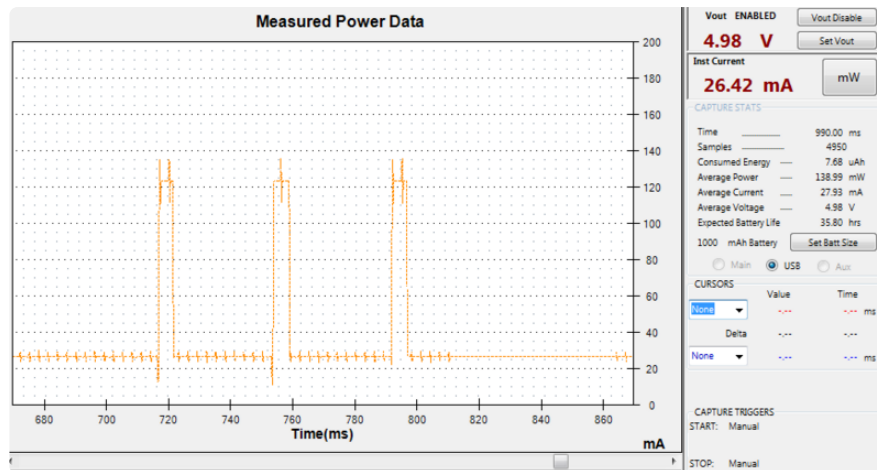 Measured Power Data
200
180
160
140
120
100
80
60
40
20
0
680 700 720 740 760 780 800 820 840 860
Time(ms)
mA
Vout ENABLED Vout Disable
4.98 V Set Vout
Inst Current
26.42 mA mW
CAPTURE STATS
Time 990.00 ms
Samples 4950
Consumed Energy 7.68 uAh
Average Power 138.99 mW
Average Current 27.93 mA
Average Voltage 4.98 V
Expected Battery Life 35.80 hrs
1000 mAh Battery Set Batt Size
Main USB Aux
CURSORS
Value Time
None -.-- -.-- ms
Delta -.-- -.--
None -.-- -.-- ms
CAPTURE TRIGGERS
START: Manual
STOP: Manual